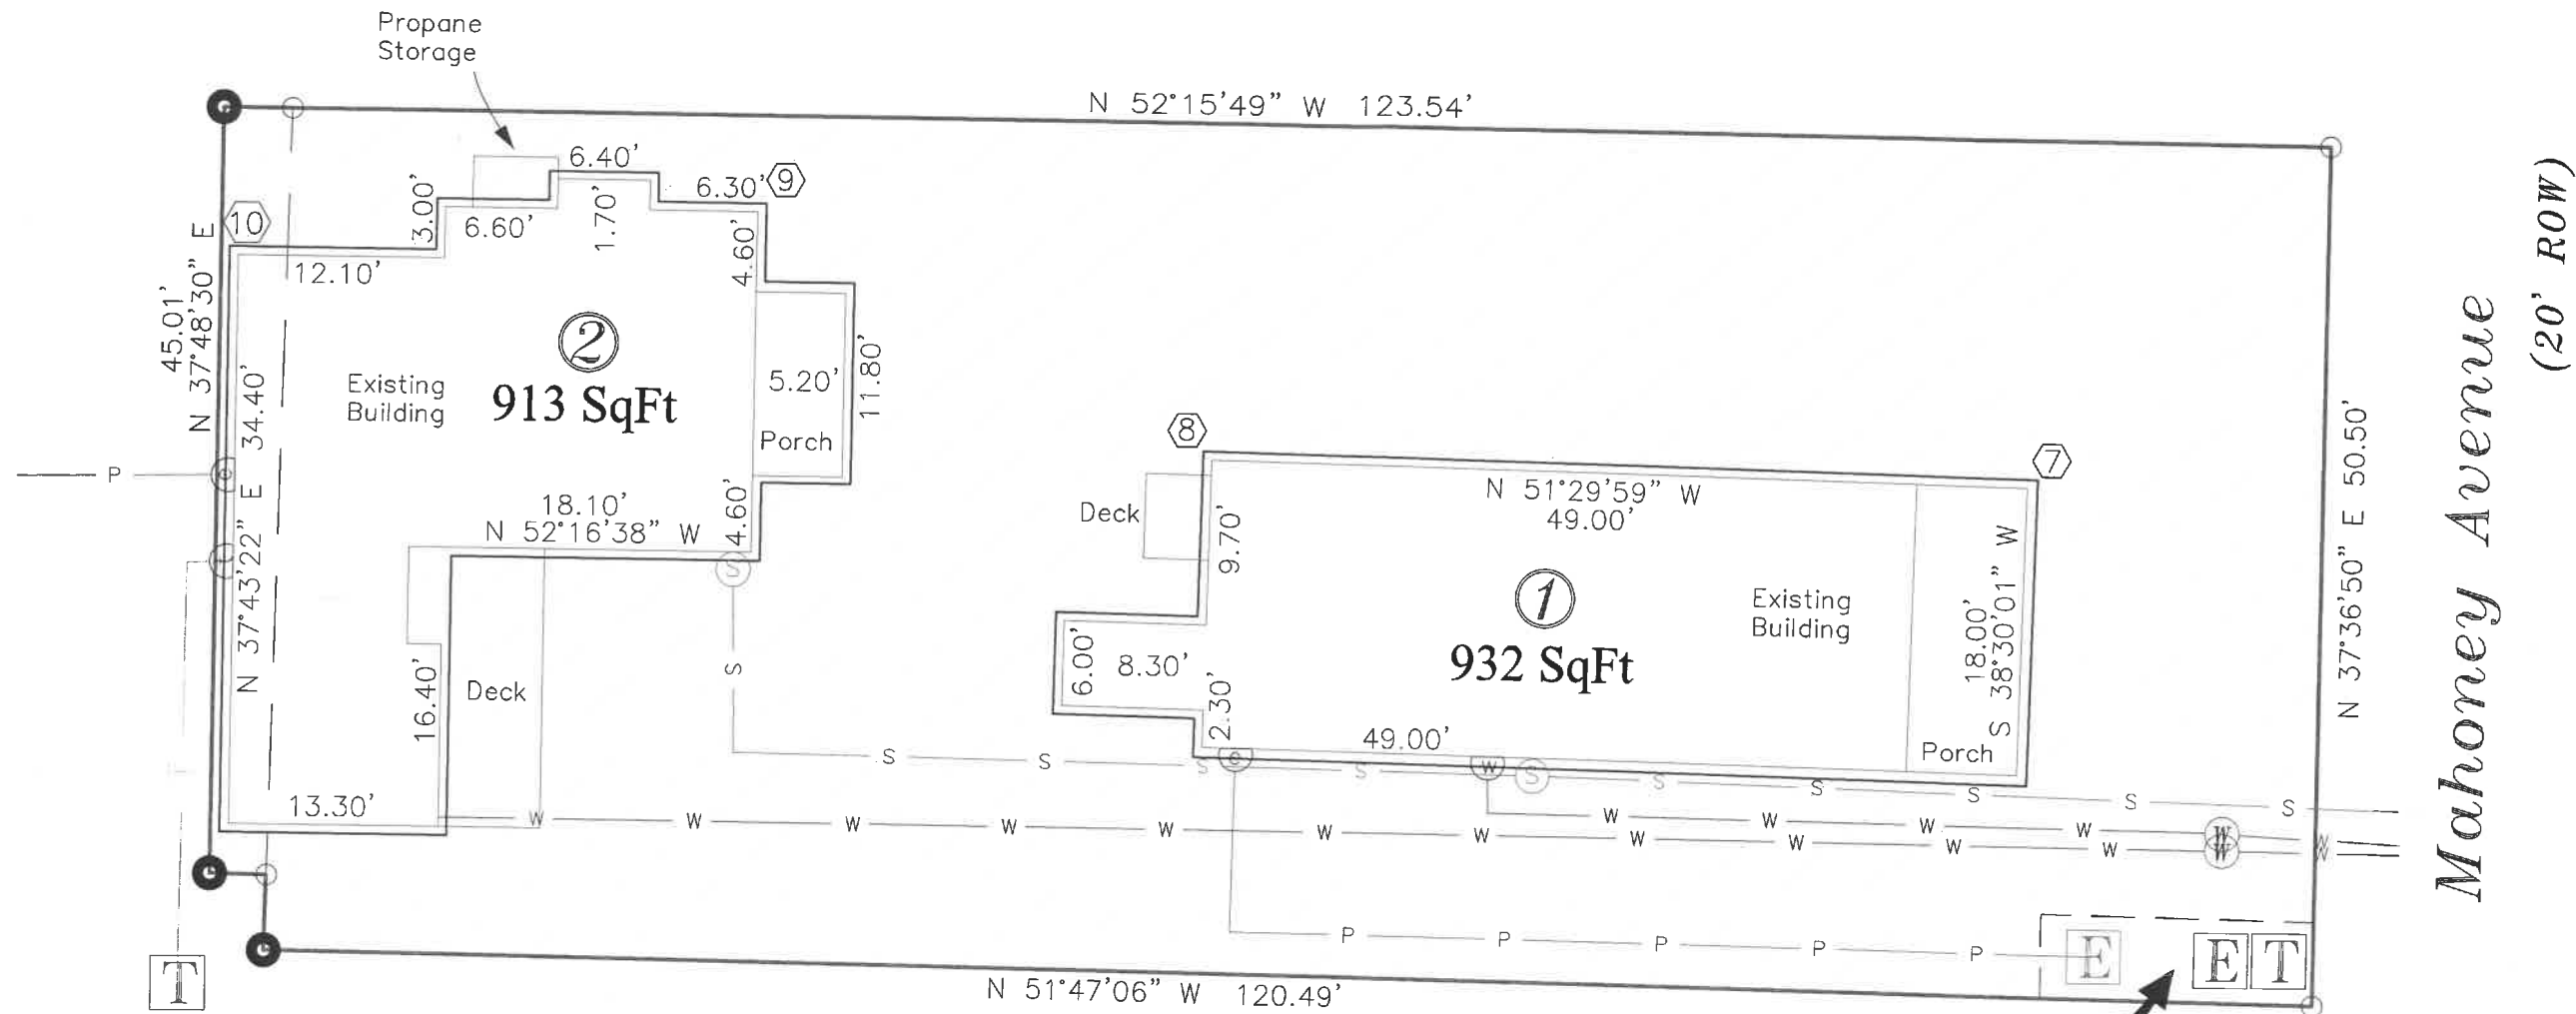 Propane
Storage
N 52°15'49" W 123.54'
6.40'
6.30'
9
10
3.00'
6.60'
1.70'
4.60'
12.10'
45.01'
N 37°48'30" E
34.40'
N 37°43'22" E
2
Existing
Building
913 SqFt
5.20'
11.80'
Porch
P
e
18.10'
N 52°16'38" W
4.60'
S
S
16.40'
Deck
13.30'
T
8
7
Deck
9.70'
N 51°29'59" W
49.00'
1
Existing
Building
932 SqFt
18.00'
S 38°30'01" W
6.00'
8.30'
2.30'
49.00'
Porch
e
W
S
S S S S S S S S S
W W W W W
W W W W W W W W W W W W
P P P P P
E
E T
N 51°47'06" W 120.49'
N 37°36'50" E 50.50'
Mahoney Avenue
(20' ROW)